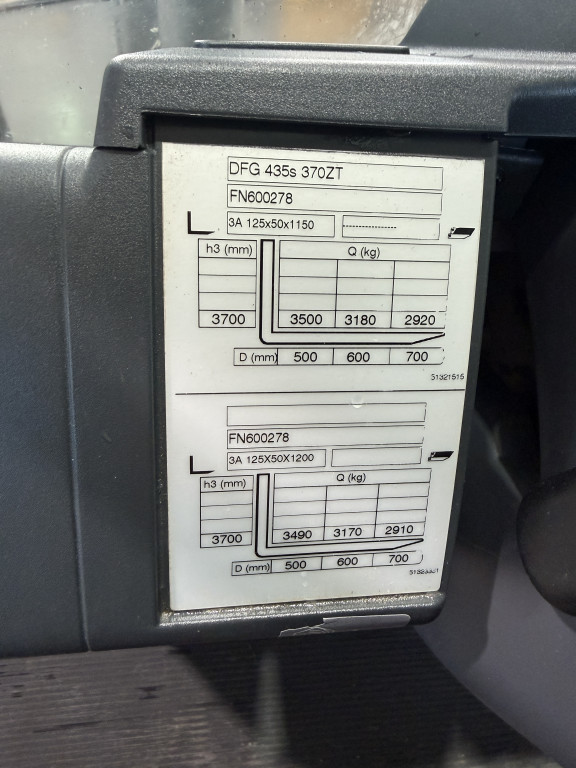 DFG 435s 370ZT
FN600278
3A 125x50x1150 ---------------
h3 (mm) Q (kg)
3700 3500 3180 2920
D (mm) 500 600 700
51321515
FN600278
3A 125X50X1200
h3 (mm) Q (kg)
3700 3490 3170 2910
D (mm) 500 600 700